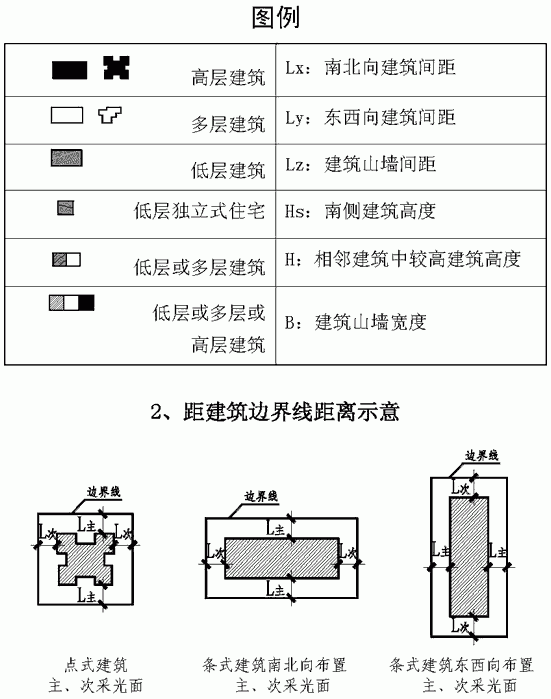 图例
高层建筑
Lx：南北向建筑间距
多层建筑
Ly：东西向建筑间距
低层建筑
Lz：建筑山墙间距
低层独立式住宅
Hs：南侧建筑高度
低层或多层建筑
H：相邻建筑中较高建筑高度
低层或多层或
高层建筑
B：建筑山墙宽度
2、距建筑边界线距离示意
边界线
L主
L次
L次
L主
点式建筑
主、次采光面
边界线
L主
L次
L次
L主
条式建筑南北向布置
主、次采光面
边界线
L次
L主
L主
L次
条式建筑东西向布置
主、次采光面